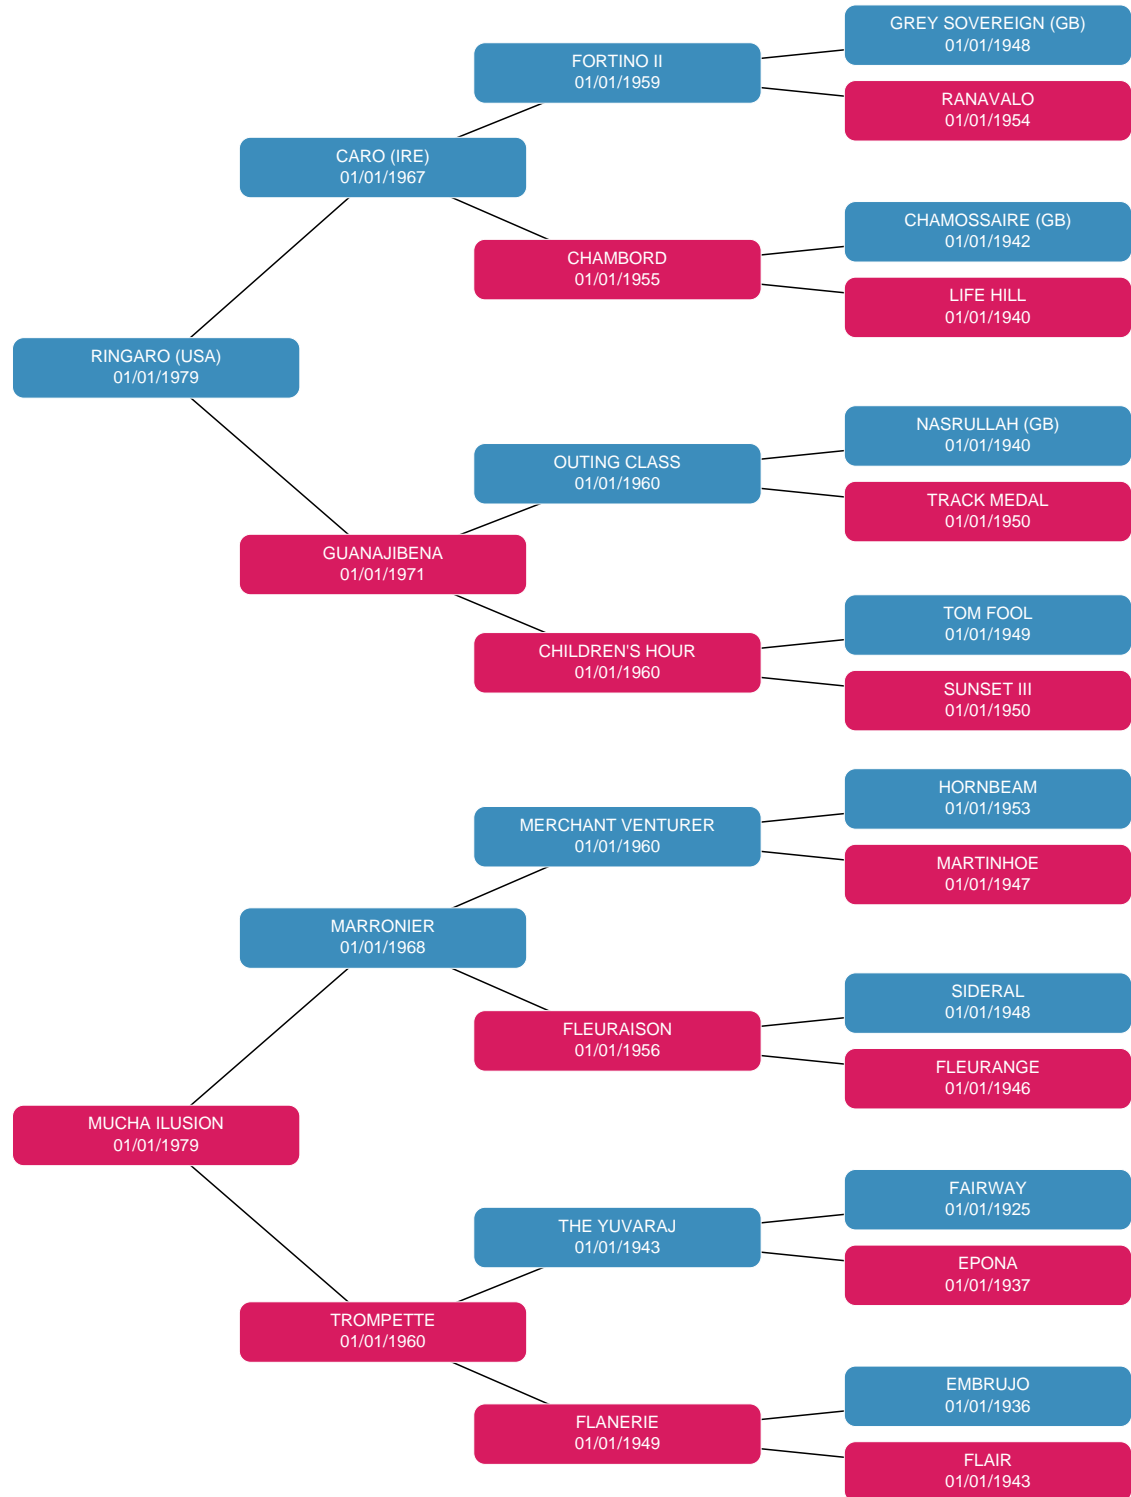 GREY SOVEREIGN (GB)
01/01/1948
FORTINO II
01/01/1959
RANAVALO
01/01/1954
CARO (IRE)
01/01/1967
CHAMOSSAIRE (GB)
01/01/1942
CHAMBORD
01/01/1955
LIFE HILL
01/01/1940
RINGARO (USA)
01/01/1979
NASRULLAH (GB)
01/01/1940
OUTING CLASS
01/01/1960
TRACK MEDAL
01/01/1950
GUANAJIBENA
01/01/1971
TOM FOOL
01/01/1949
CHILDREN'S HOUR
01/01/1960
SUNSET III
01/01/1950
HORNBEAM
01/01/1953
MERCHANT VENTURER
01/01/1960
MARTINHOE
01/01/1947
MARRONIER
01/01/1968
SIDERAL
01/01/1948
FLEURAISON
01/01/1956
FLEURANGE
01/01/1946
MUCHA ILUSION
01/01/1979
FAIRWAY
01/01/1925
THE YUVARAJ
01/01/1943
EPONA
01/01/1937
TROMPETTE
01/01/1960
EMBRUJO
01/01/1936
FLANERIE
01/01/1949
FLAIR
01/01/1943